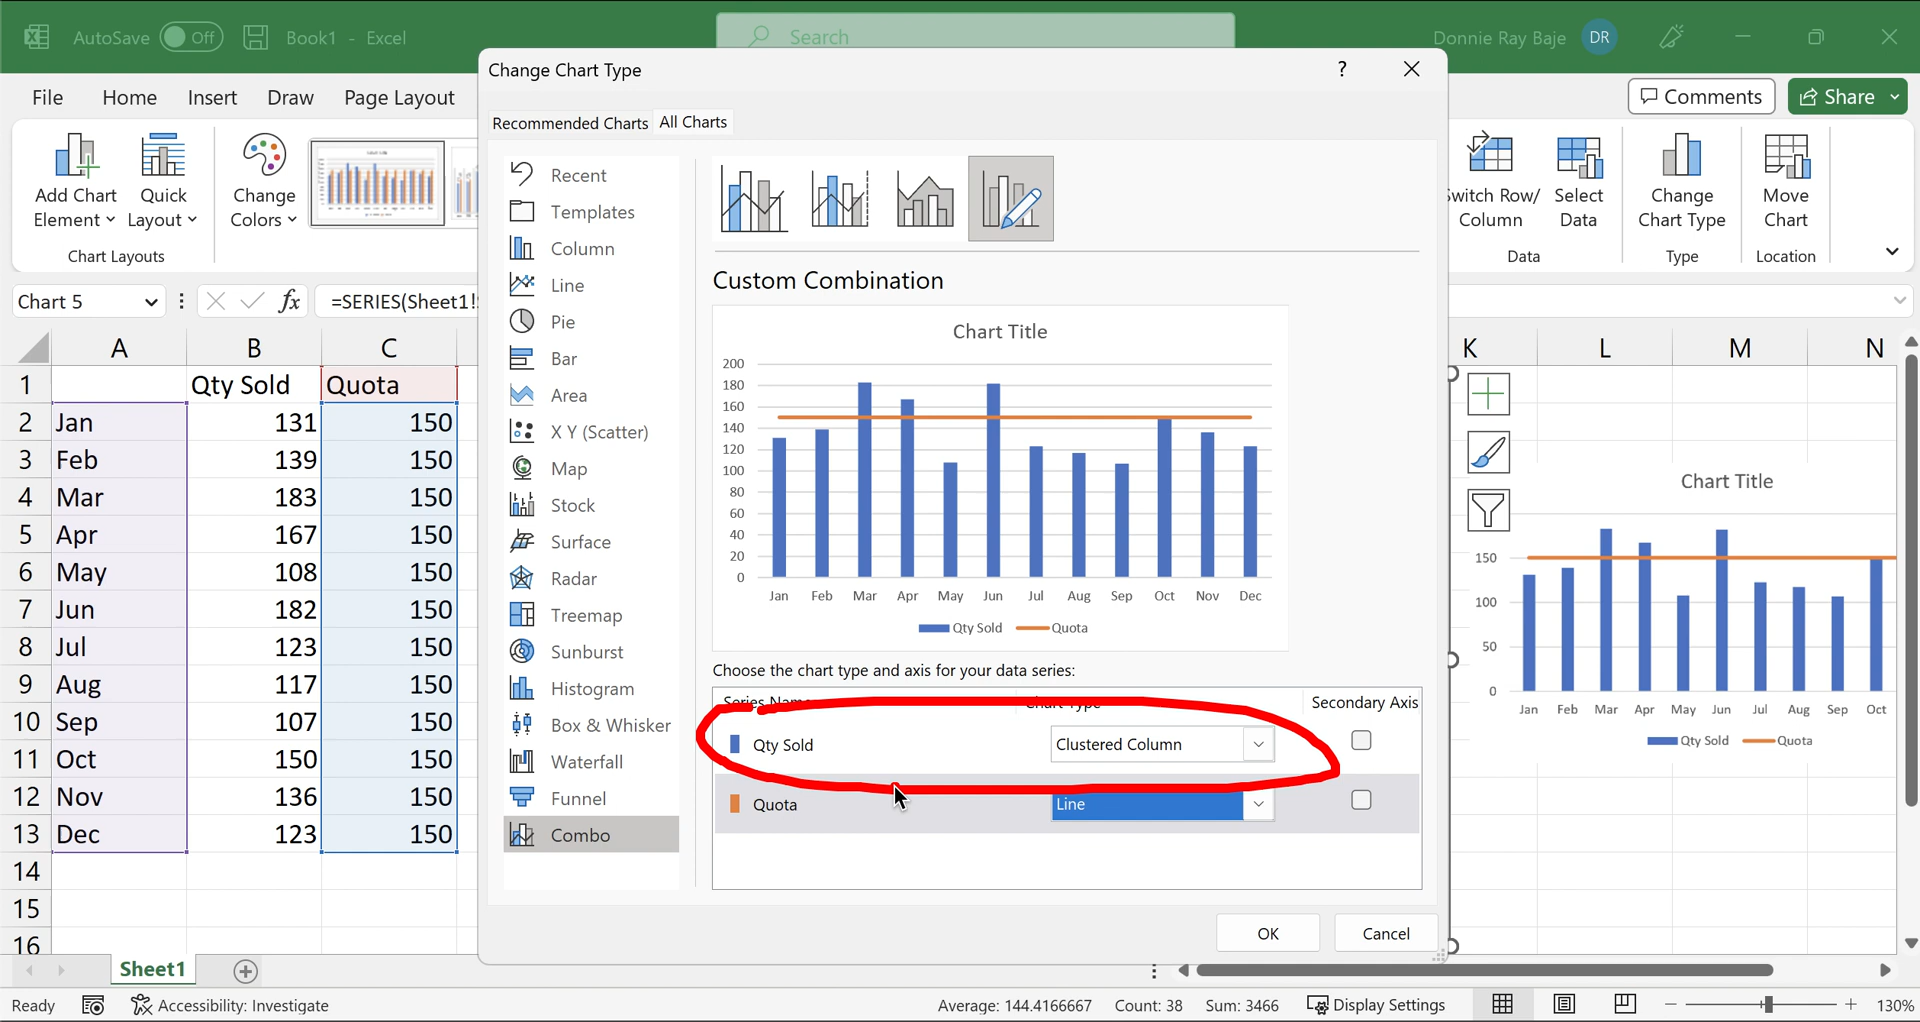 AutoSave Off Book1 - Excel Search Donnie Ray Baje DR
File Home Insert Draw Page Layout Comments Share
Add Chart Element Quick Layout Change Colors
Chart Layouts
Switch Row/ Column Select Data Change Chart Type Move Chart
Data Type Location
Chart 5 fx =SERIES(Sheet1!
A B C K L M N
1 Qty Sold Quota
2 Jan 131 150
3 Feb 139 150
4 Mar 183 150
5 Apr 167 150
6 May 108 150
7 Jun 182 150
8 Jul 123 150
9 Aug 117 150
10 Sep 107 150
11 Oct 150 150
12 Nov 136 150
13 Dec 123 150
14
15
16
Change Chart Type ?
Recommended Charts All Charts
Recent
Templates
Column
Line
Pie
Bar
Area
X Y (Scatter)
Map
Stock
Surface
Radar
Treemap
Sunburst
Histogram
Box & Whisker
Waterfall
Funnel
Combo
Custom Combination
Chart Title
200
180
160
140
120
100
80
60
40
20
0
Jan Feb Mar Apr May Jun Jul Aug Sep Oct Nov Dec
Qty Sold Quota
Choose the chart type and axis for your data series:
Series Name Chart Type Secondary Axis
Qty Sold Clustered Column
Quota Line
OK Cancel
Chart Title
150
100
50
0
Jan Feb Mar Apr May Jun Jul Aug Sep Oct
Qty Sold Quota
Sheet1
Ready Accessibility: Investigate Average: 144.4166667 Count: 38 Sum: 3466 Display Settings 130%